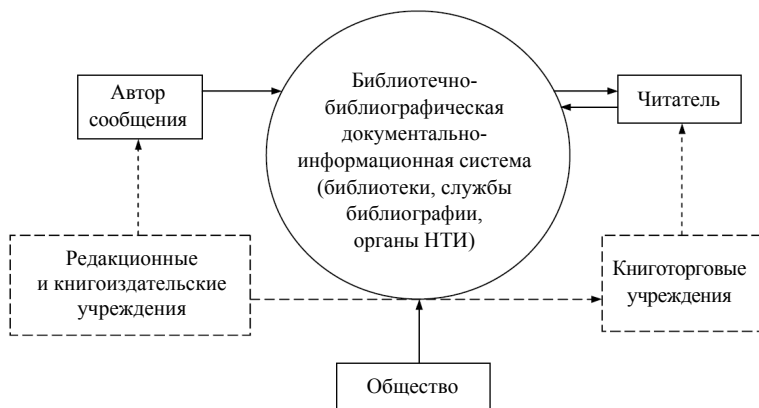 Автор
сообщения
Библиотечно-
библиографическая
документально-
информационная система
(библиотеки, службы
библиографии,
органы НТИ)
Читатель
Редакционные
и книгоиздательские
учреждения
Книготорговые
учреждения
Общество